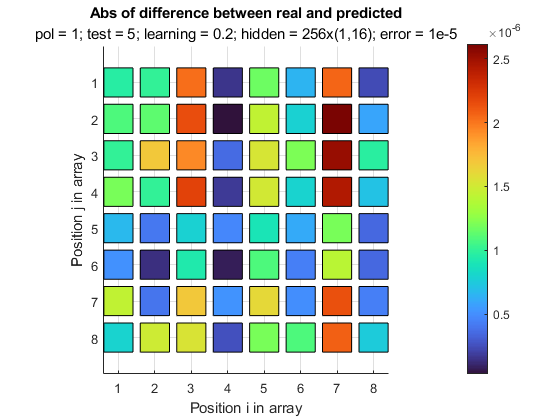 Abs of difference between real and predicted
pol = 1; test = 5; learning = 0.2; hidden = 256x(1,16); error = 1e-5
×10⁻⁶
2.5
2
1.5
1
0.5
Position j in array
1
2
3
4
5
6
7
8
1 2 3 4 5 6 7 8
Position i in array